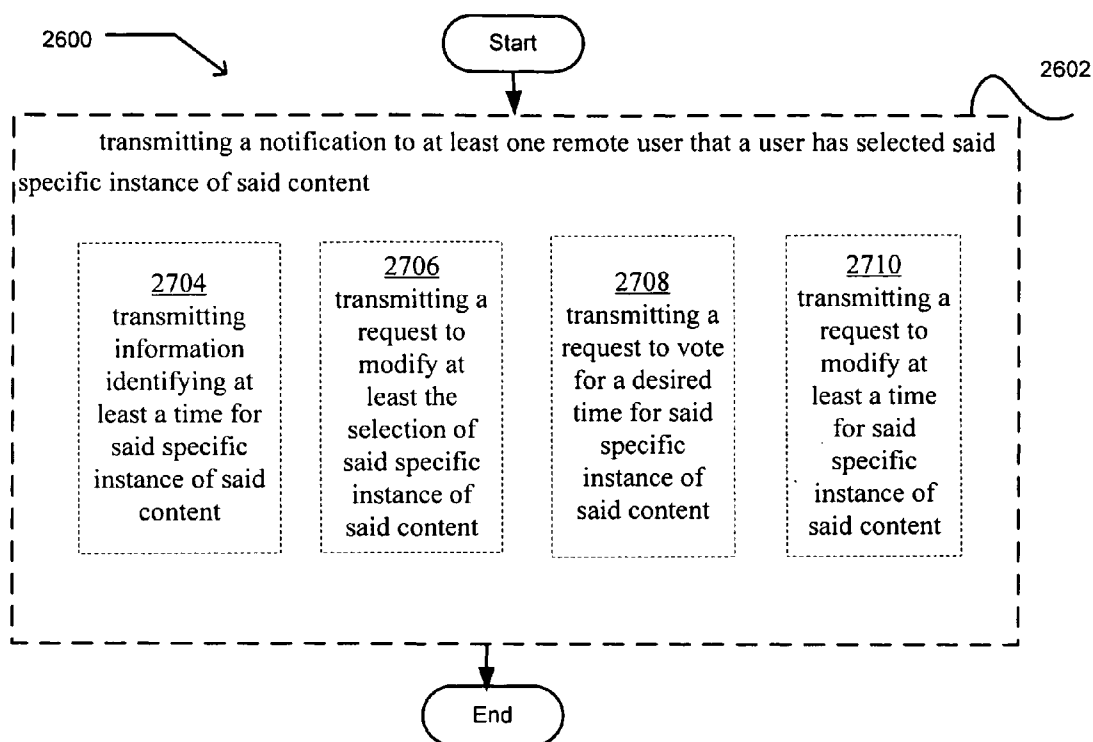 2600
Start
2602
transmitting a notification to at least one remote user that a user has selected said
specific instance of said content
2704
transmitting
information
identifying at
least a time for
said specific
instance of said
content
2706
transmitting a
request to
modify at
least the
selection of
said specific
instance of
said content
2708
transmitting a
request to vote
for a desired
time for said
specific
instance of
said content
2710
transmitting a
request to
modify at
least a time
for said
specific
instance of
said content
End